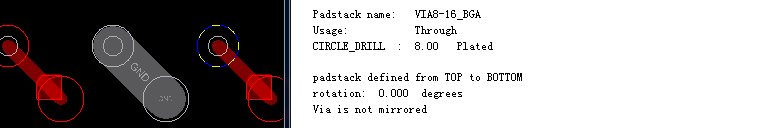 GND
GND
Padstack name:   VIA8-16_BGA
Usage:           Through
CIRCLE_DRILL  :  8.00   Plated
padstack defined from TOP to BOTTOM
rotation:  0.000  degrees
Via is not mirrored